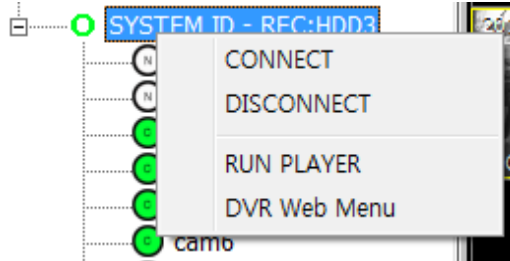 SYSTEM ID - REC:HDD3
N
CONNECT
N
DISCONNECT
C
C
RUN PLAYER
C
DVR Web Menu
C
cam6